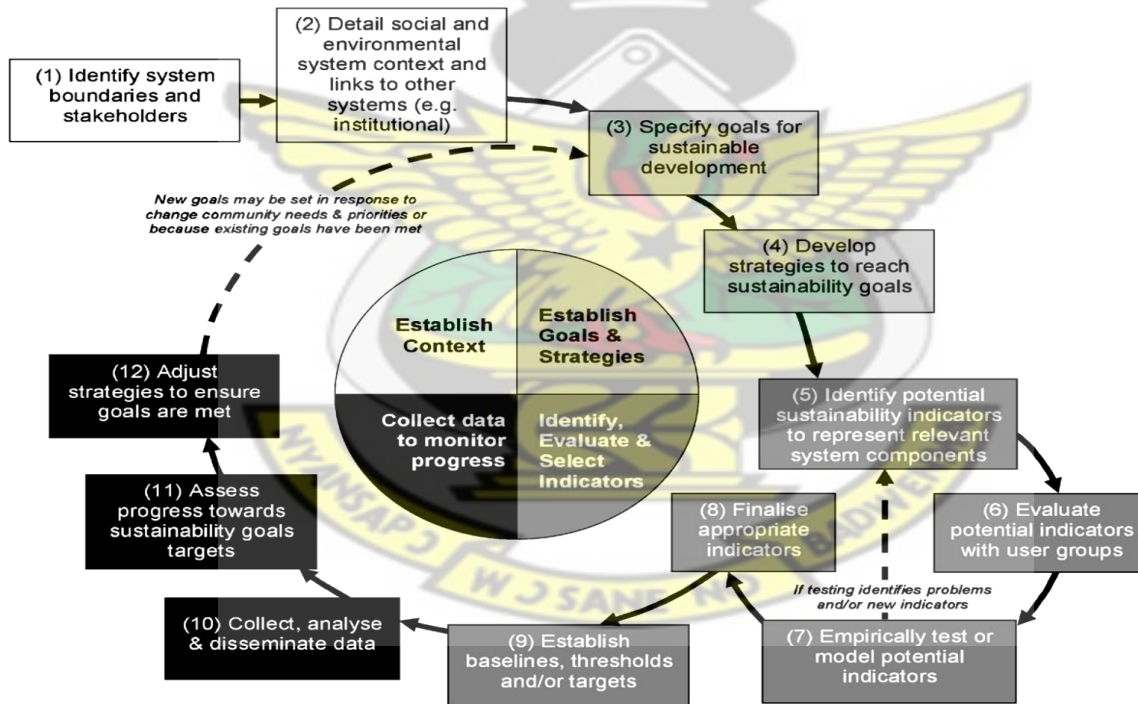 (1) Identify system
boundaries and
stakeholders
(2) Detail social and
environmental
system context and
links to other
systems (e.g.
institutional)
(3) Specify goals for
sustainable
development
New goals may be set in response to
change community needs & priorities or
because existing goals have been met
(4) Develop
strategies to reach
sustainability goals
Establish
Context
Establish
Goals &
Strategies
Collect data
to monitor
progress
Identify,
Evaluate &
Select
Indicators
(5) Identify potential
sustainability indicators
to represent relevant
system components
(6) Evaluate
potential indicators
with user groups
If testing identifies problems
and/or new indicators
(7) Empirically test or
model potential
indicators
(8) Finalise
appropriate
indicators
(9) Establish
baselines, thresholds
and/or targets
(10) Collect, analyse
& disseminate data
(11) Assess
progress towards
sustainability goals
targets
(12) Adjust
strategies to ensure
goals are met
NYANSAPƆ
WƆ SANE NO